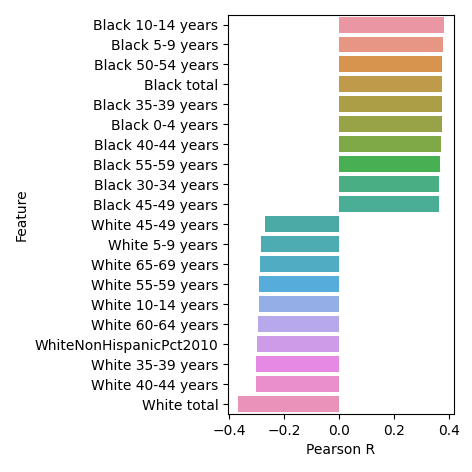 Black 10-14 years
Black 5-9 years
Black 50-54 years
Black total
Black 35-39 years
Black 0-4 years
Black 40-44 years
Black 55-59 years
Black 30-34 years
Black 45-49 years
White 45-49 years
White 5-9 years
White 65-69 years
White 55-59 years
White 10-14 years
White 60-64 years
WhiteNonHispanicPct2010
White 35-39 years
White 40-44 years
White total
Feature
−0.4 −0.2 0.0 0.2 0.4
Pearson R